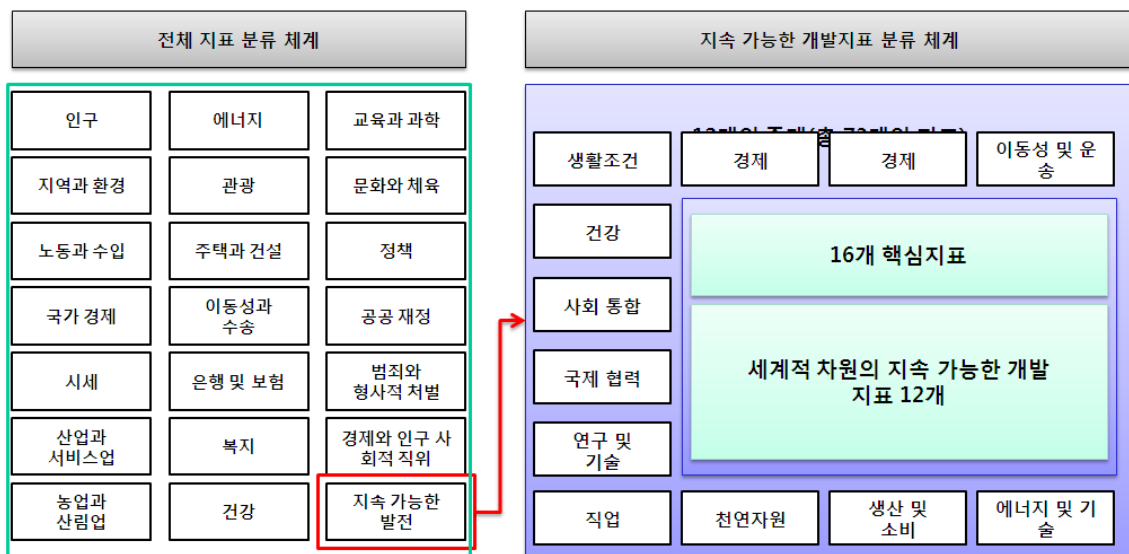 전체 지표 분류 체계
인구
에너지
교육과 과학
지역과 환경
관광
문화와 체육
노동과 수입
주택과 건설
정책
국가 경제
이동성과
수송
공공 재정
시세
은행 및 보험
범죄와
형사적 처벌
산업과
서비스업
복지
경제와 인구 사
회적 직위
농업과
산림업
건강
지속 가능한
발전
지속 가능한 개발지표 분류 체계
생활조건
경제
경제
이동성 및 운
송
건강
사회 통합
국제 협력
연구 및
기술
16개 핵심지표
세계적 차원의 지속 가능한 개발
지표 12개
직업
천연자원
생산 및
소비
에너지 및 기
술